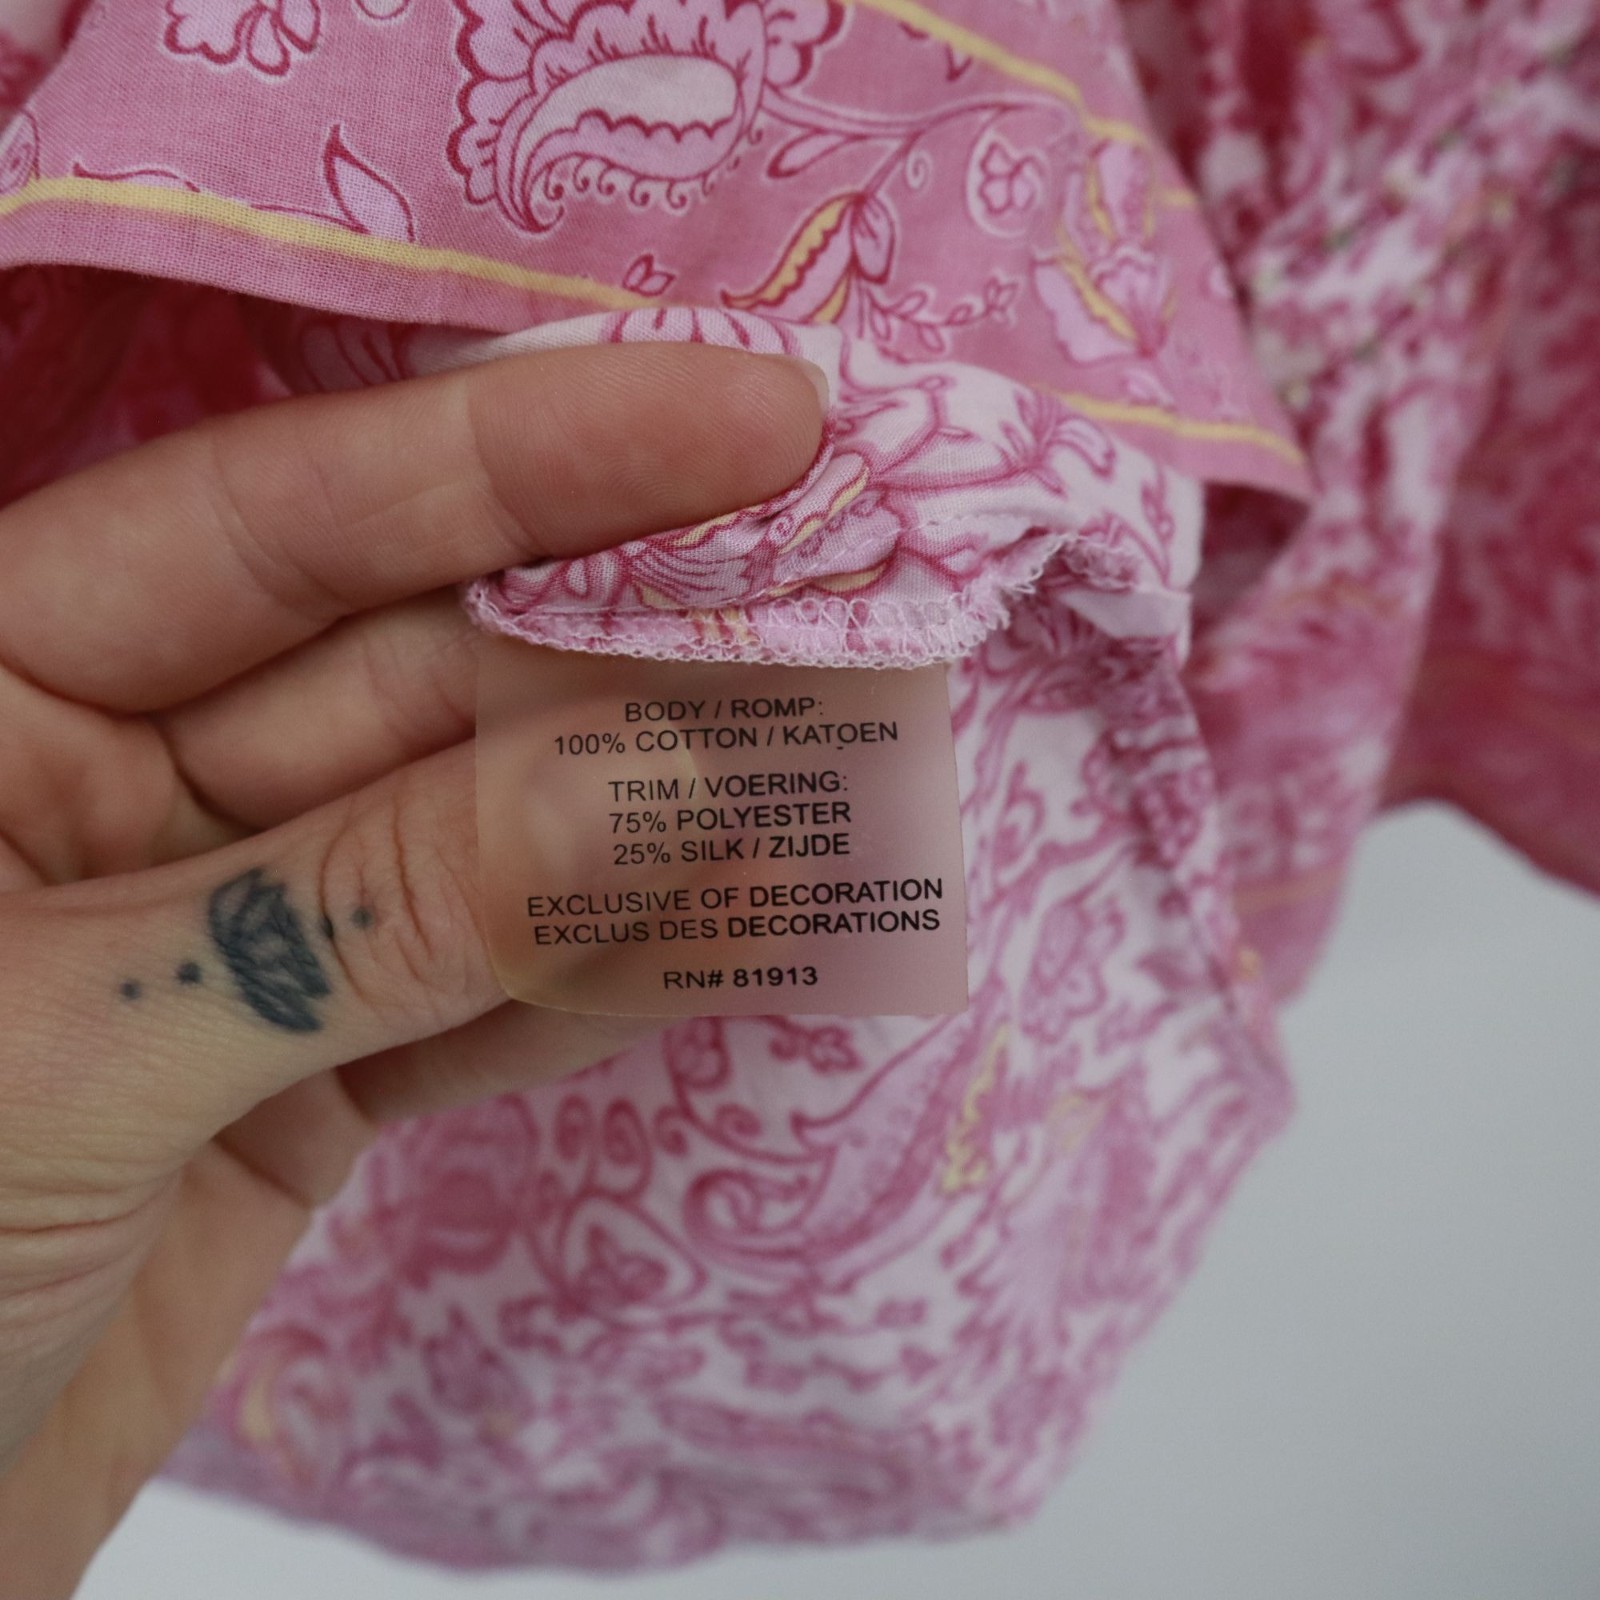 BODY / ROMP:
100% COTTON / KATOEN
TRIM / VOERING:
75% POLYESTER
25% SILK / ZIJDE
EXCLUSIVE OF DECORATION
EXCLUS DES DECORATIONS
RN# 81913